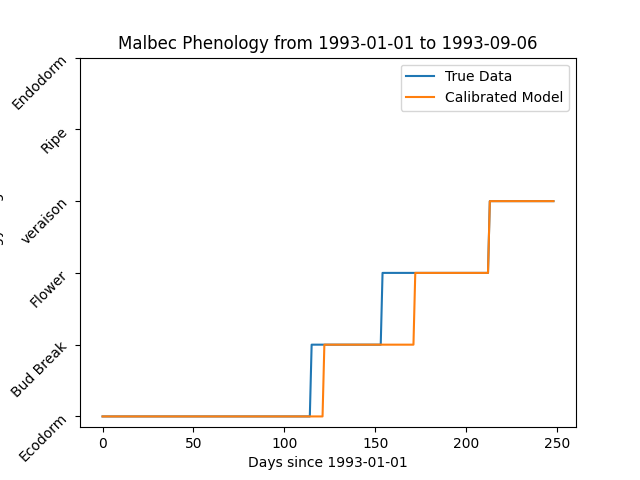 Malbec Phenology from 1993-01-01 to 1993-09-06
True Data
Calibrated Model
Endodorm
Ripe
veraison
Flower
Bud Break
Ecodorm
0 50 100 150 200 250
Days since 1993-01-01